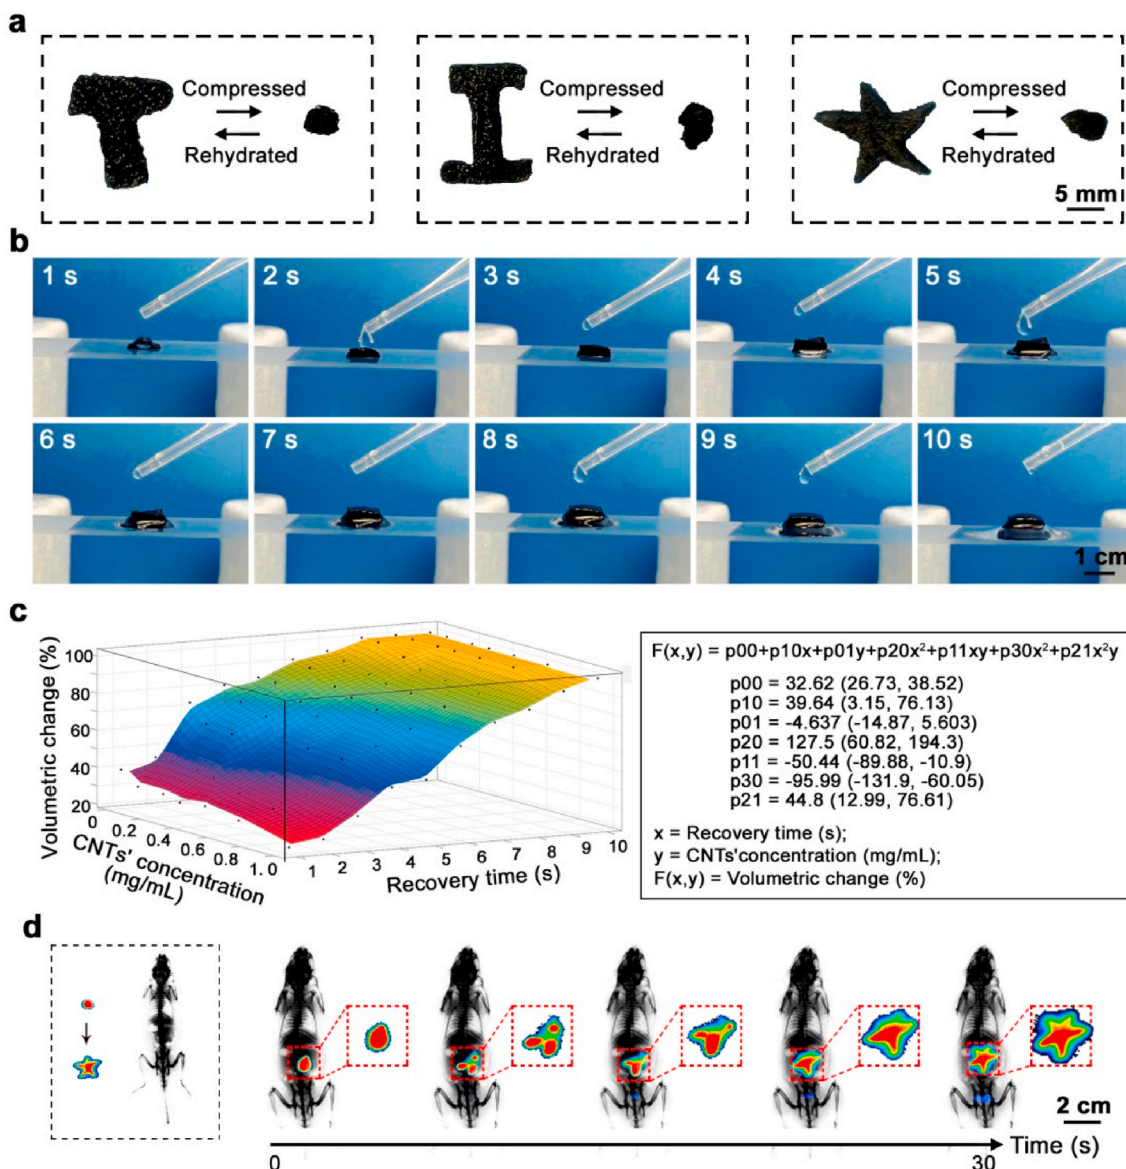 a
Compressed
Rehydrated
Compressed
Rehydrated
Compressed
Rehydrated
5 mm
b
1 s
2 s
3 s
4 s
5 s
6 s
7 s
8 s
9 s
10 s
1 cm
c
Volumetric change (%)
100
80
60
40
20
0
0.2
0.4
0.6
0.8
1.0
CNTs' concentration
(mg/mL)
1
2
3
4
5
6
7
8
9
10
Recovery time (s)
F(x,y) = p00+p10x+p01y+p20x²+p11xy+p30x²+p21x²y
p00 = 32.62 (26.73, 38.52)
p10 = 39.64 (3.15, 76.13)
p01 = -4.637 (-14.87, 5.603)
p20 = 127.5 (60.82, 194.3)
p11 = -50.44 (-89.88, -10.9)
p30 = -95.99 (-131.9, -60.05)
p21 = 44.8 (12.99, 76.61)
x = Recovery time (s);
y = CNTs'concentration (mg/mL);
F(x,y) = Volumetric change (%)
d
2 cm
0
30
Time (s)